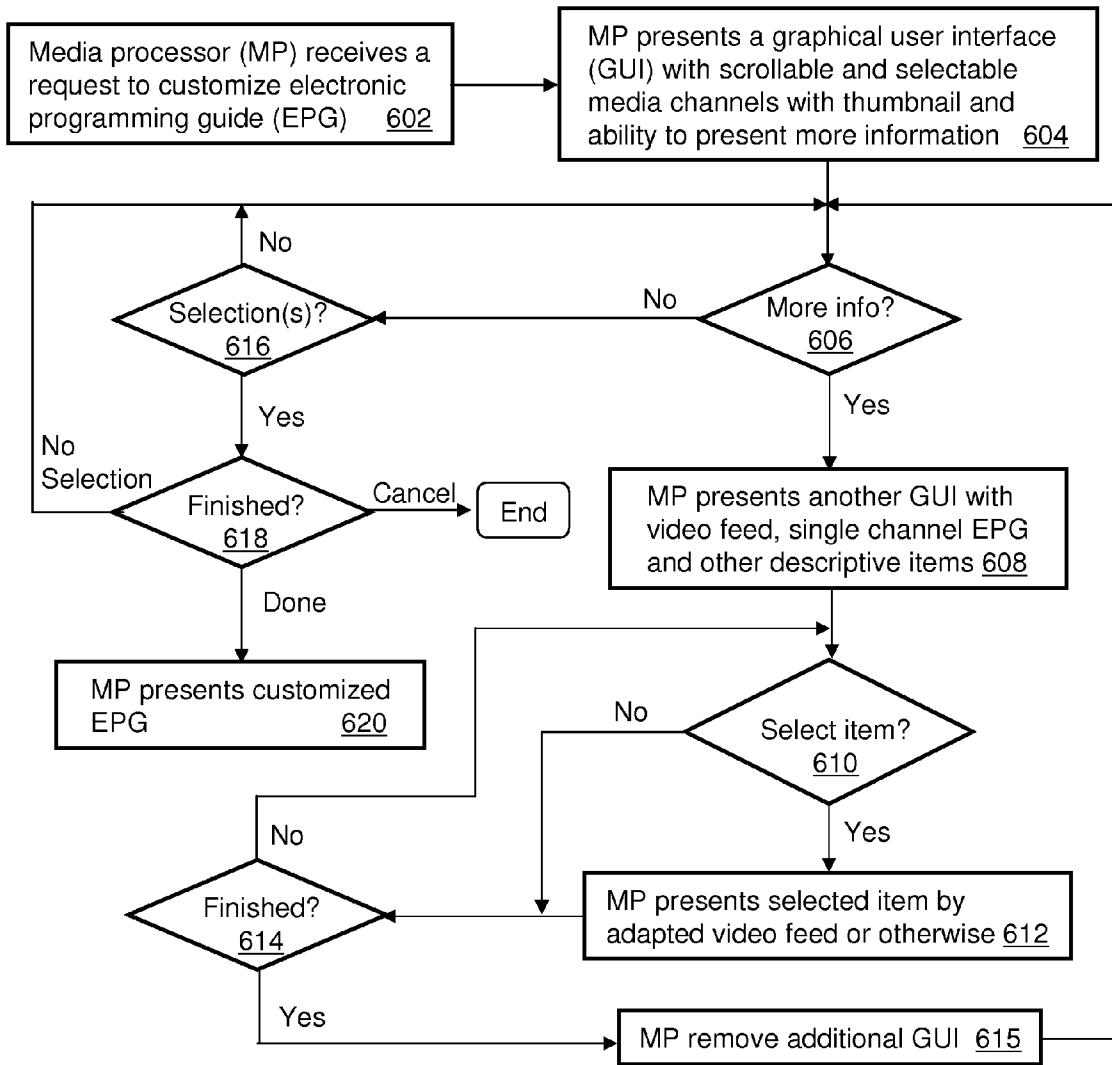 Media processor (MP) receives a
request to customize electronic
programming guide (EPG) 602
MP presents a graphical user interface
(GUI) with scrollable and selectable
media channels with thumbnail and
ability to present more information 604
No
Selection(s)?
616
No
More info?
606
Yes
Yes
No
Selection
Finished?
618
Cancel
End
MP presents another GUI with
video feed, single channel EPG
and other descriptive items 608
Done
MP presents customized
EPG 620
No
Select item?
610
No
Yes
Finished?
614
MP presents selected item by
adapted video feed or otherwise 612
Yes
MP remove additional GUI 615